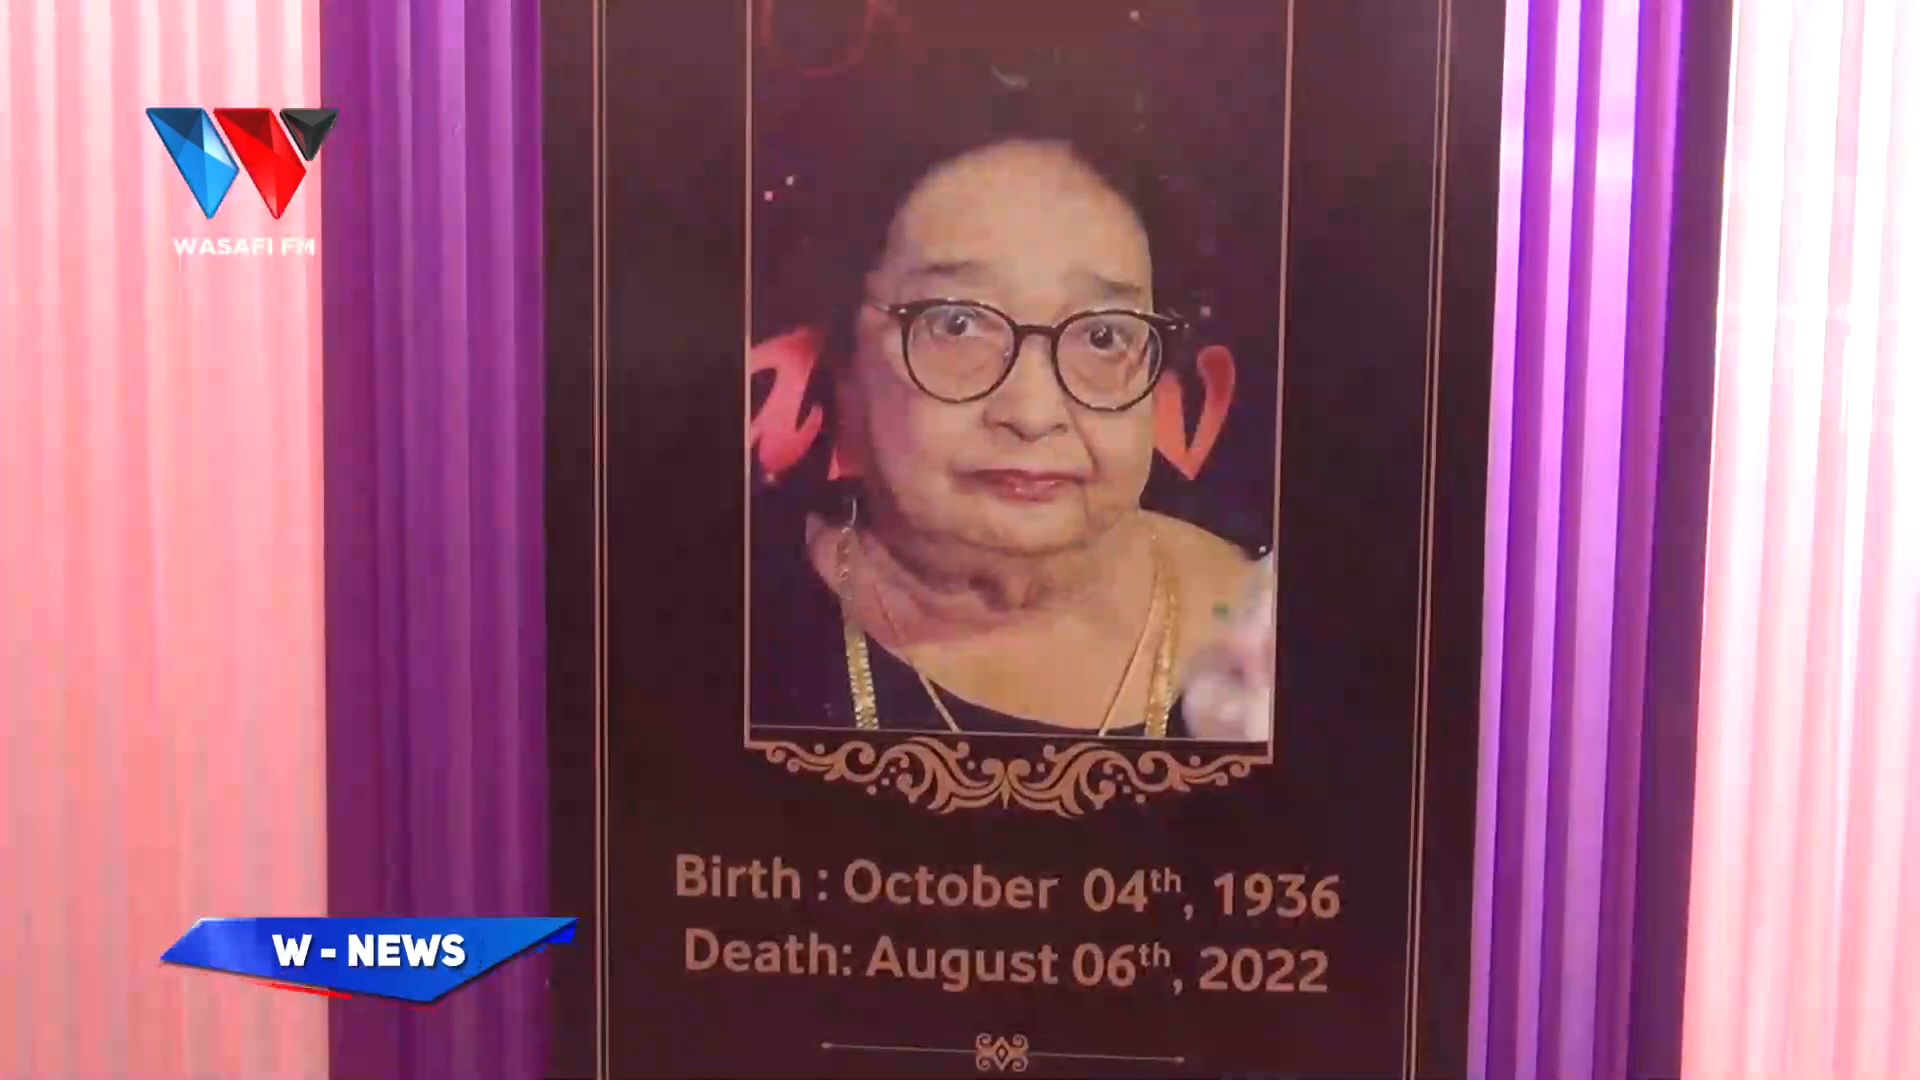 WASAFI FM
Birth : October 04th, 1936
Death: August 06th, 2022
W - NEWS